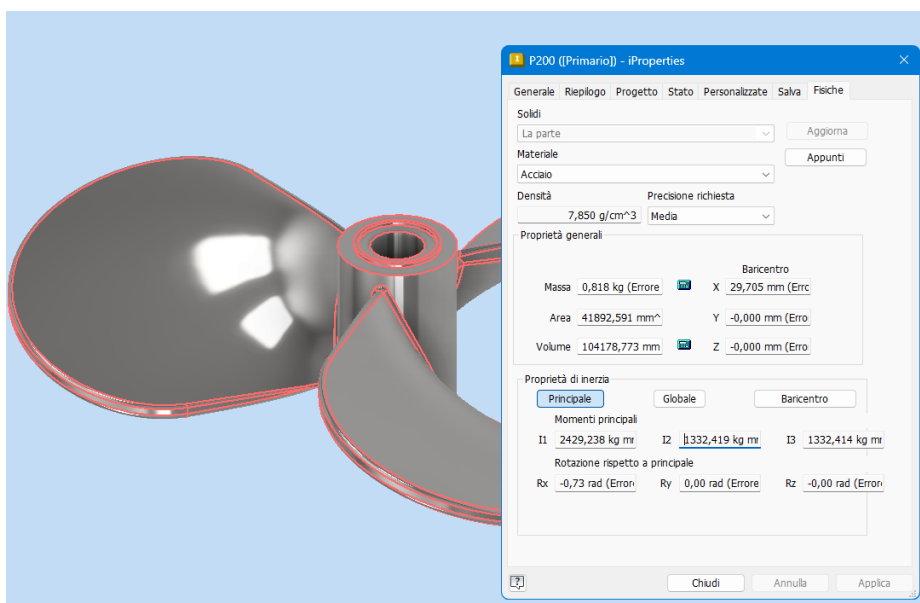 P200 ([Primario]) - iProperties
Generale Riepilogo Progetto Stato Personalizzate Salva Fisiche
Solidi
La parte
Aggiorna
Materiale
Appunti
Acciaio
Densità Precisione richiesta
7,850 g/cm^3 Media
Proprietà generali
Baricentro
Massa 0,818 kg (Errore X 29,705 mm (Errc
Area 41892,591 mm^ Y -0,000 mm (Erro
Volume 104178,773 mm Z -0,000 mm (Erro
Proprietà di inerzia
Principale Globale Baricentro
Momenti principali
I1 2429,238 kg mr I2 1332,419 kg mr I3 1332,414 kg mr
Rotazione rispetto a principale
Rx -0,73 rad (Errore Ry 0,00 rad (Errore Rz -0,00 rad (Error
Chiudi Annulla Applica